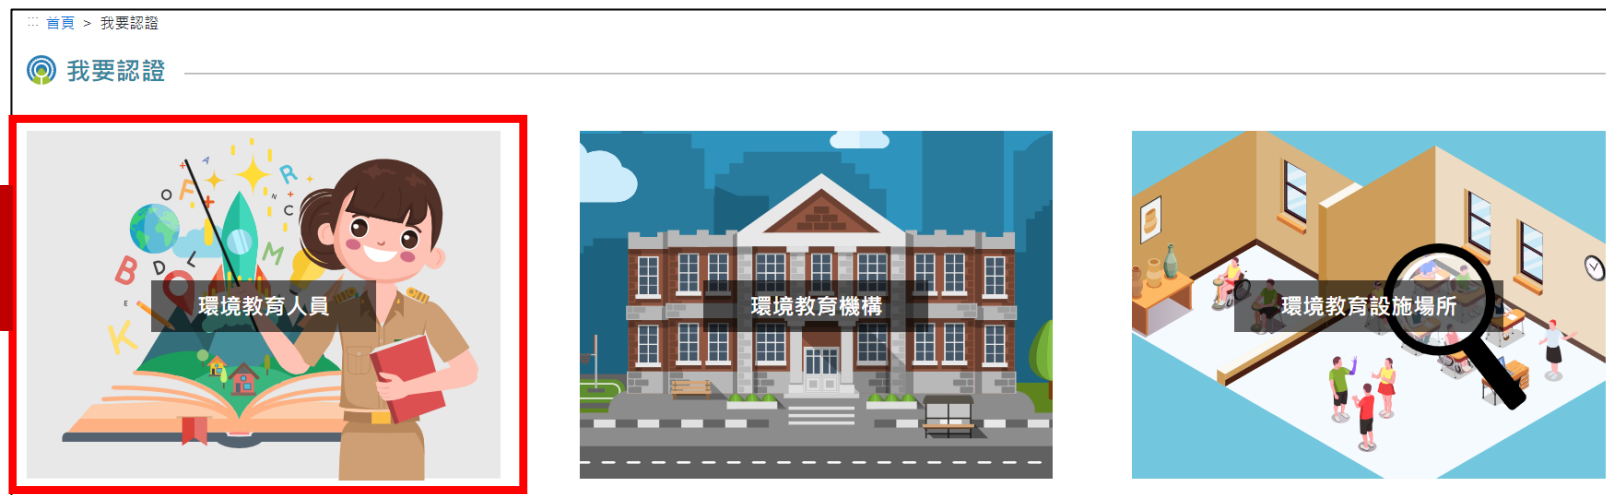 ::: 首頁 > 我要認證
我要認證
環境教育人員
環境教育機構
環境教育設施場所